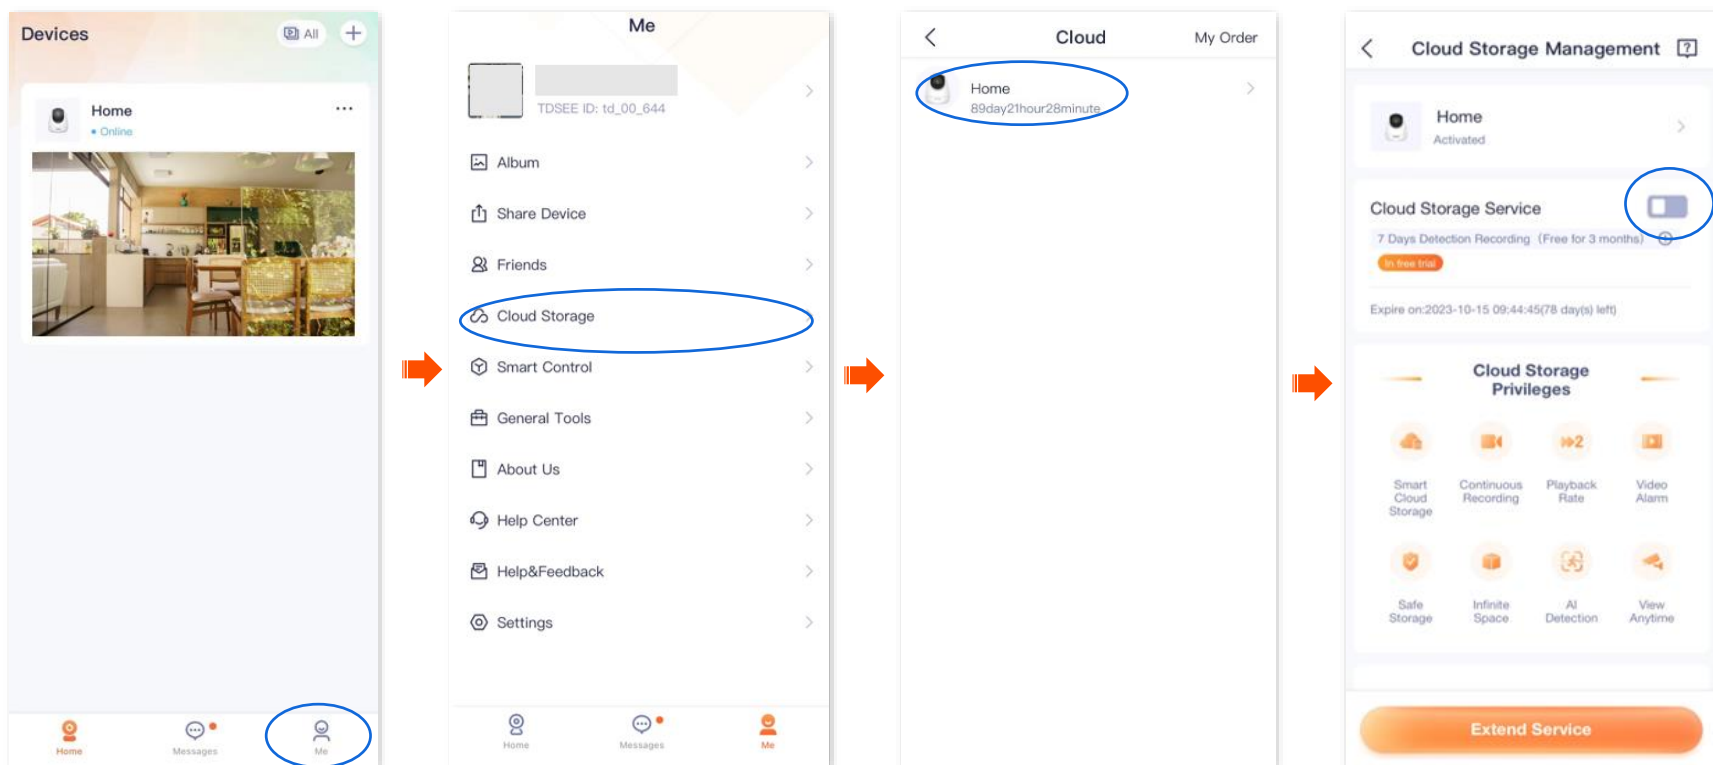 Devices
All
Home
Online
Home
Messages
Me
Me
TDSEE ID: td_00_644
Album
Share Device
Friends
Cloud Storage
Smart Control
General Tools
About Us
Help Center
Help&Feedback
Settings
Home
Messages
Me
Cloud
My Order
Home
89day21hour28minute
Cloud Storage Management
Home
Activated
Cloud Storage Service
7 Days Detection Recording (Free for 3 months)
In free trial
Expire on:2023-10-15 09:44:45(78 day(s) left)
Cloud Storage
Privileges
Smart
Cloud
Storage
Continuous
Recording
2
Playback
Rate
Video
Alarm
Safe
Storage
Infinite
Space
AI
Detection
View
Anytime
Extend Service